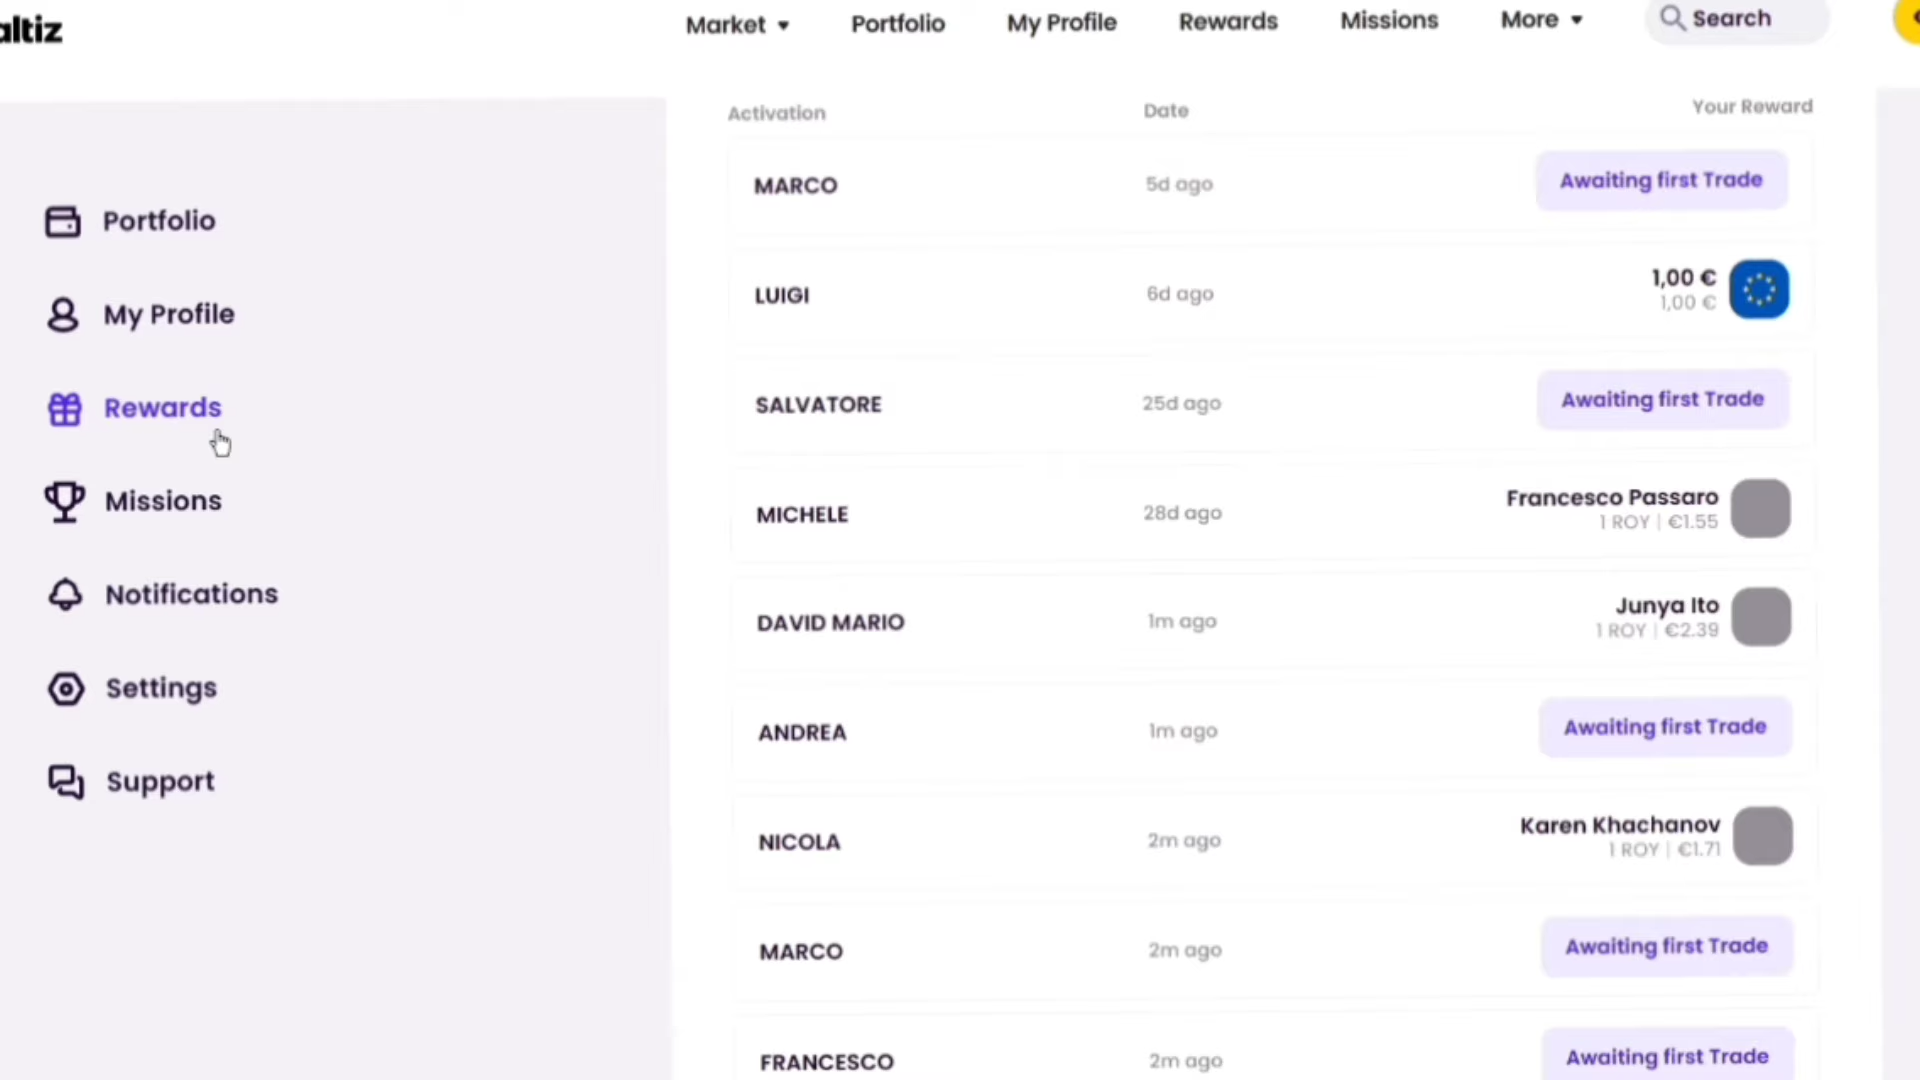 altiz
Market
Portfolio
My Profile
Rewards
Missions
More
Search
Portfolio
My Profile
Rewards
Missions
Notifications
Settings
Support
Activation Date Your Reward
MARCO 5d ago Awaiting first Trade
LUIGI 6d ago 1,00 €
1,00 €
SALVATORE 25d ago Awaiting first Trade
MICHELE 28d ago Francesco Passaro
1 ROY | €1.55
DAVID MARIO 1m ago Junya Ito
1 ROY | €2.39
ANDREA 1m ago Awaiting first Trade
NICOLA 2m ago Karen Khachanov
1 ROY | €1.71
MARCO 2m ago Awaiting first Trade
FRANCESCO 2m ago Awaiting first Trade